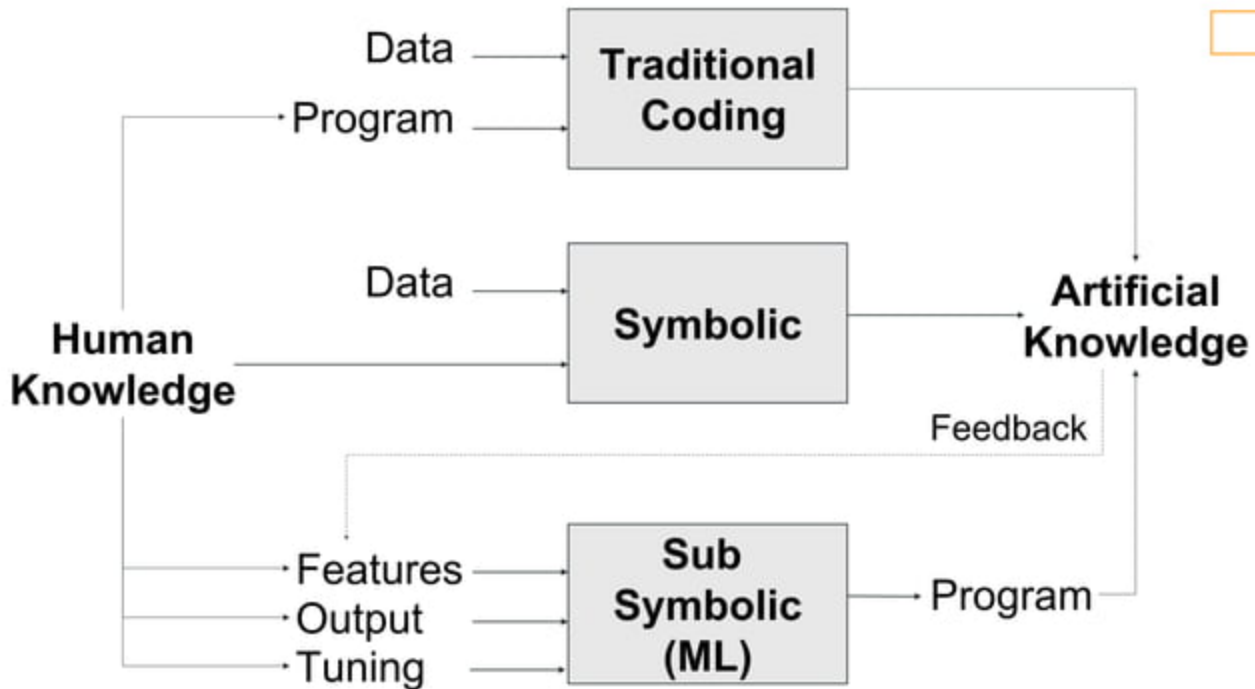 Data
Program
Traditional
Coding
Data
Symbolic
Human
Knowledge
Artificial
Knowledge
Feedback
Features
Output
Tuning
Sub
Symbolic
(ML)
Program